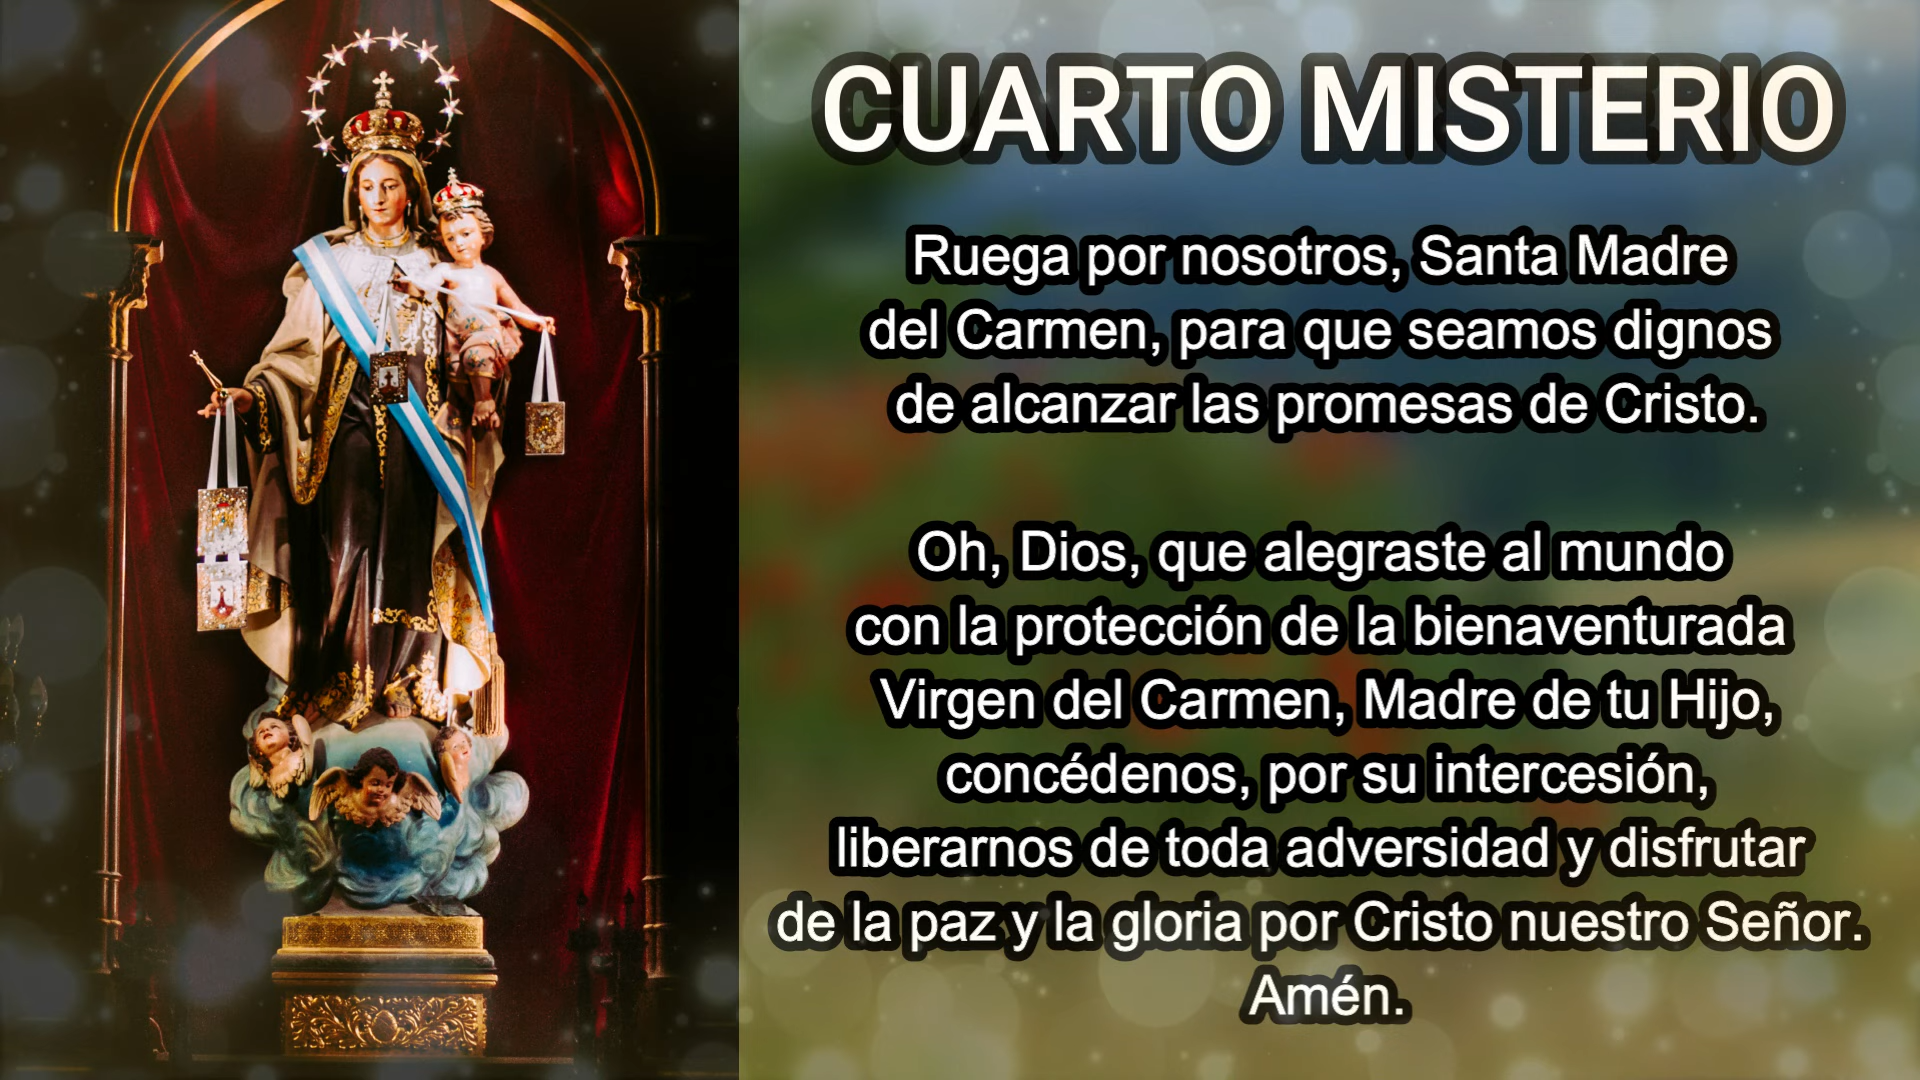 CUARTO MISTERIO
Ruega por nosotros, Santa Madre
del Carmen, para que seamos dignos
de alcanzar las promesas de Cristo.
Oh, Dios, que alegraste al mundo
con la protección de la bienaventurada
Virgen del Carmen, Madre de tu Hijo,
concédenos, por su intercesión,
liberarnos de toda adversidad y disfrutar
de la paz y la gloria por Cristo nuestro Señor.
Amén.